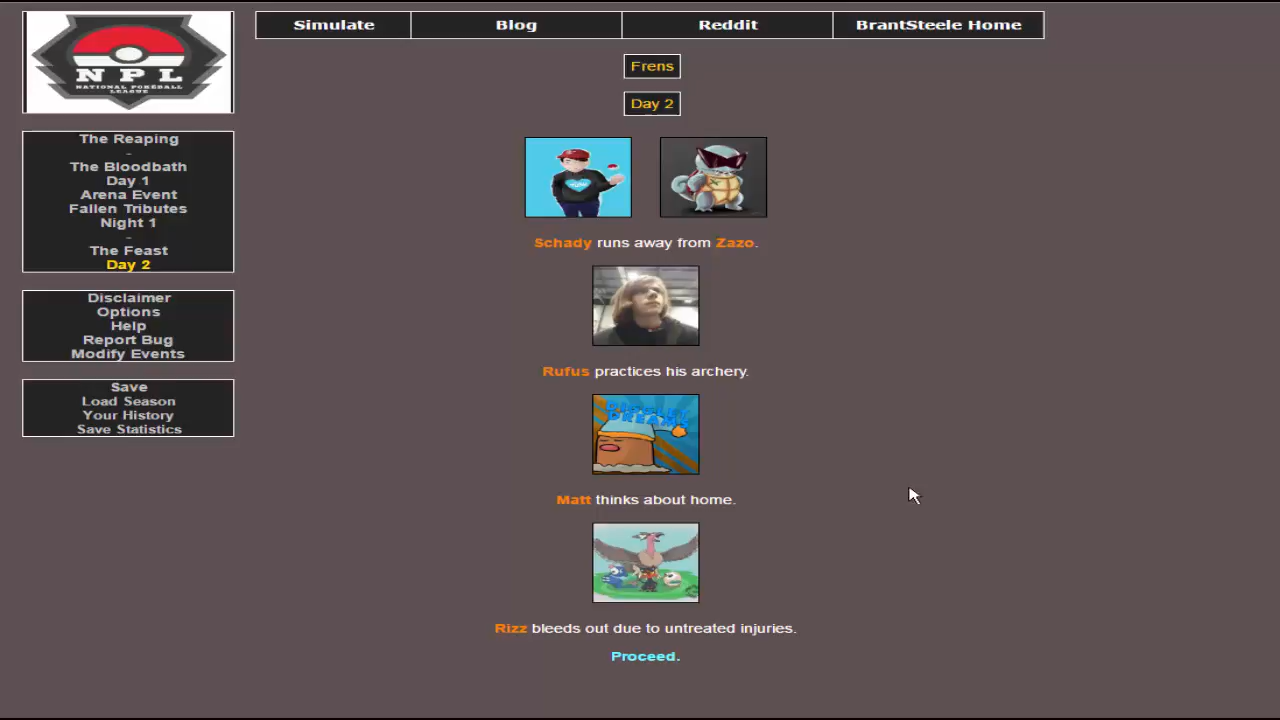 Simulate
Blog
Reddit
BrantSteele Home
NPL
NATIONAL POKÉBALL
LEAGUE
The Reaping
-
The Bloodbath
Day 1
Arena Event
Fallen Tributes
Night 1
-
The Feast
Day 2
Disclaimer
Options
Help
Report Bug
Modify Events
Save
Load Season
Your History
Save Statistics
Frens
Day 2
Schady runs away from Zazo.
Rufus practices his archery.
DIGLET
DREAMS
Matt thinks about home.
Rizz bleeds out due to untreated injuries.
Proceed.